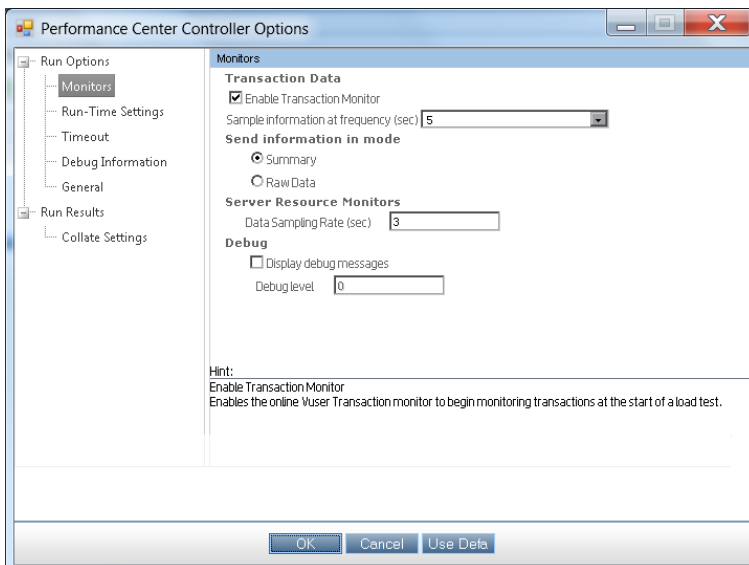 Performance Center Controller Options
Run Options
Monitors
Run-Time Settings
Timeout
Debug Information
General
Run Results
Collate Settings
Monitors
Transaction Data
Enable Transaction Monitor
Sample information at frequency (sec) 5
Send information in mode
Summary
Raw Data
Server Resource Monitors
Data Sampling Rate (sec) 3
Debug
Display debug messages
Debug level 0
Hint:
Enable Transaction Monitor
Enables the online Vuser Transaction monitor to begin monitoring transactions at the start of a load test.
OK Cancel Use Defa